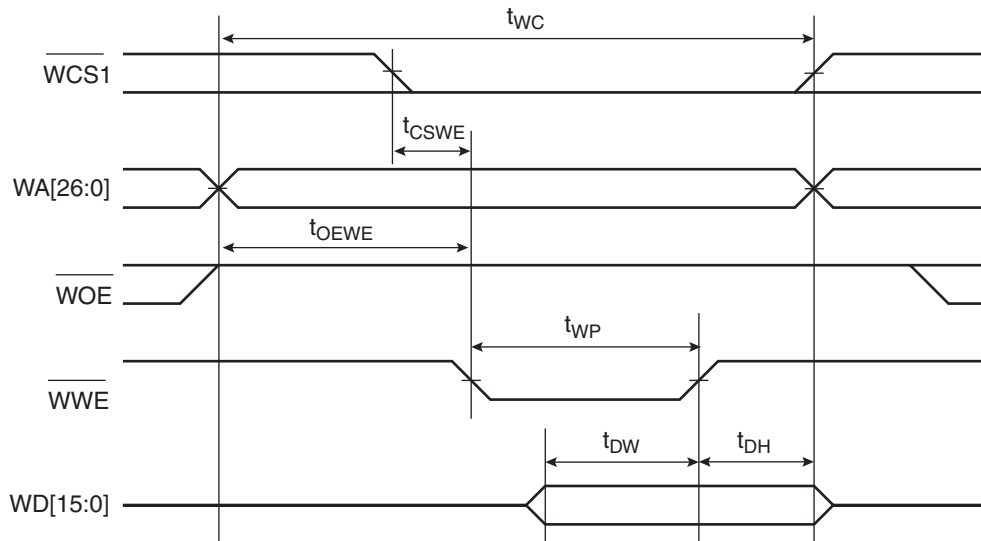 tWC
WCS1
tCSWE
WA[26:0]
tOEWE
WOE
tWP
WWE
tDW tDH
WD[15:0]